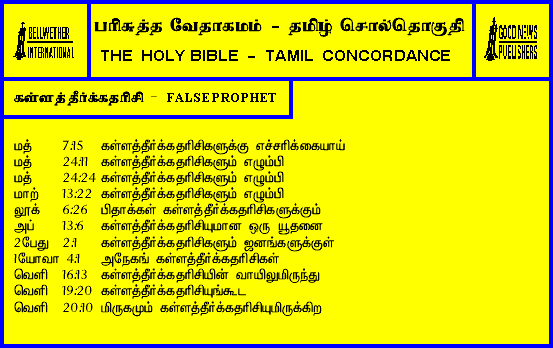 BELLWETHER
INTERNATIONAL
பரிசுத்த வேதாகமம் - தமிழ் சொல்தொகுதி
THE HOLY BIBLE - TAMIL CONCORDANCE
GOOD NEWS
PUBLISHERS
கள்ளத்தீர்க்கதரிசி - FALSE PROPHET
மத் 7:15 கள்ளத்தீர்க்கதரிசிகளுக்கு எச்சரிக்கையாய்
மத் 24:11 கள்ளத்தீர்க்கதரிசிகளும் எழும்பி
மத் 24:24 கள்ளத்தீர்க்கதரிசிகளும் எழும்பி
மாற் 13:22 கள்ளத்தீர்க்கதரிசிகளும் எழும்பி
லூக் 6:26 பிதாக்கள் கள்ளத்தீர்க்கதரிசிகளுக்கும்
அப் 13:6 கள்ளத்தீர்க்கதரிசியுமான ஒரு யூதனை
2பேது 2:1 கள்ளத்தீர்க்கதரிசிகளும் ஜனங்களுக்குள்
1யோவா 4:1 அநேகங் கள்ளத்தீர்க்கதரிசிகள்
வெளி 16:13 கள்ளத்தீர்க்கதரிசியின் வாயிலுமிருந்து
வெளி 19:20 கள்ளத்தீர்க்கதரிசியுங்கூட
வெளி 20:10 மிருகமும் கள்ளத்தீர்க்கதரிசியுமிருக்கிற